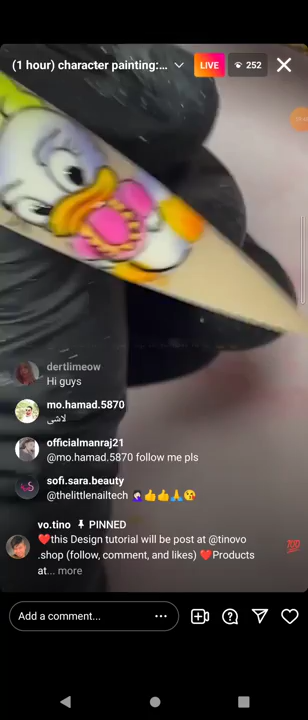 (1 hour) character painting:...
LIVE
252
dertlimeow
Hi guys
mo.hamad.5870
لاشی
officialmanraj21
@mo.hamad.5870 follow me pls
sofi.sara.beauty
@thelittlenailtech 🤦🏻‍♀️👍👍🙏😘
vo.tino PINNED
❤️this Design tutorial will be post at @tinovo
.shop (follow, comment, and likes) ❤️Products
at... more
💯
Add a comment...